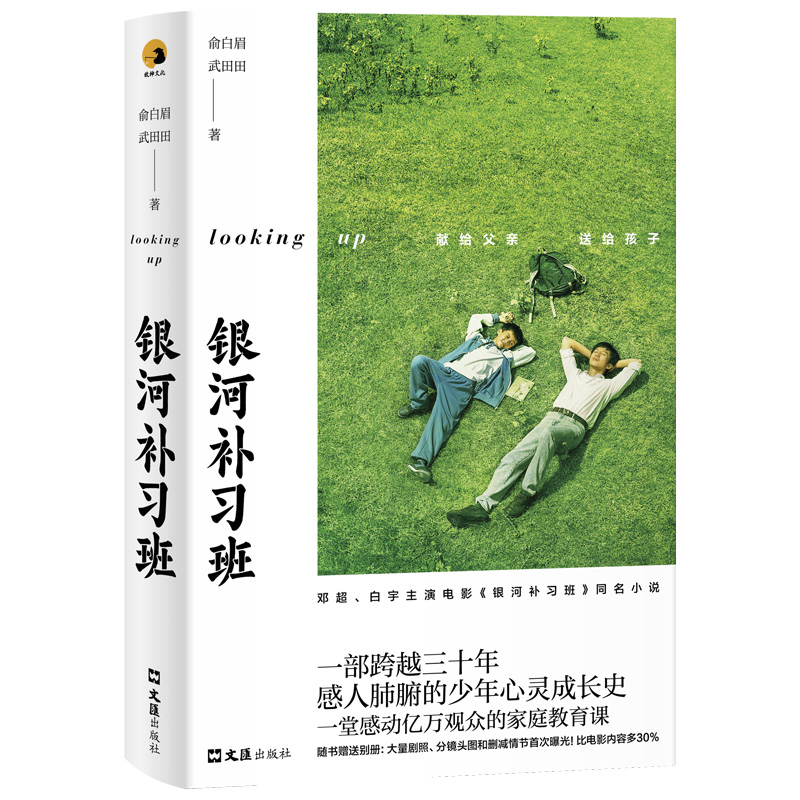 牧神文化
俞白眉
武田田
著
looking
up
银河补习班
文匯出版社
俞白眉
武田田
著
looking up 献给父亲 送给孩子
银河补习班
邓超、白宇主演电影《银河补习班》同名小说
一部跨越三十年
感人肺腑的少年心灵成长史
一堂感动亿万观众的家庭教育课
随书赠送别册：大量剧照、分镜头图和删减情节首次曝光！比电影内容多30%
文匯出版社